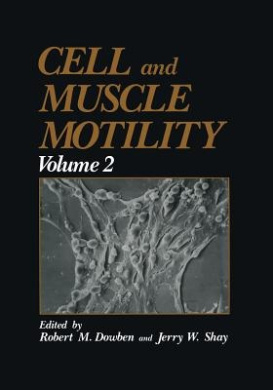 CELL and
MUSCLE
MOTILITY
Volume 2
Edited by
Robert M. Dowben and Jerry W. Shay